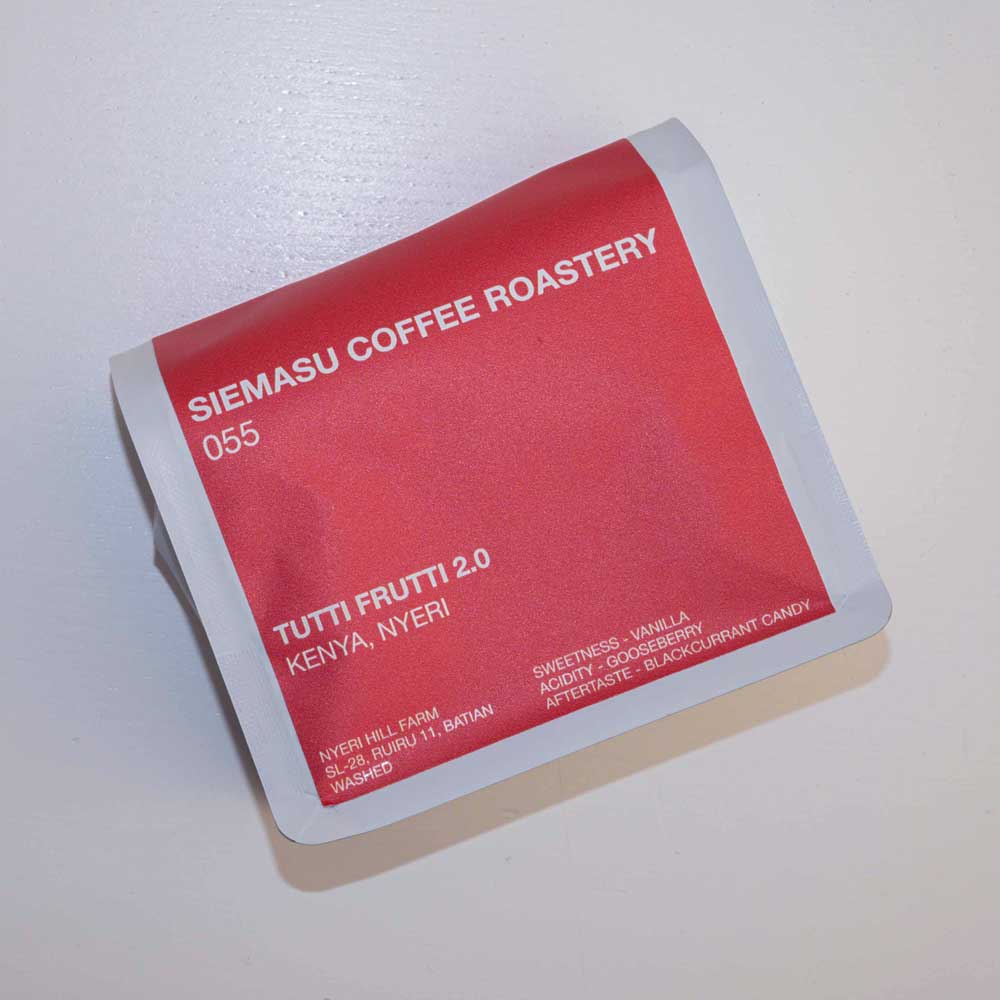 SIEMASU COFFEE ROASTERY
055
TUTTI FRUTTI 2.0
KENYA, NYERI
NYERI HILL FARM
SL-28, RUIRU 11, BATIAN
WASHED
SWEETNESS - VANILLA
ACIDITY - GOOSEBERRY
AFTERTASTE - BLACKCURRANT CANDY